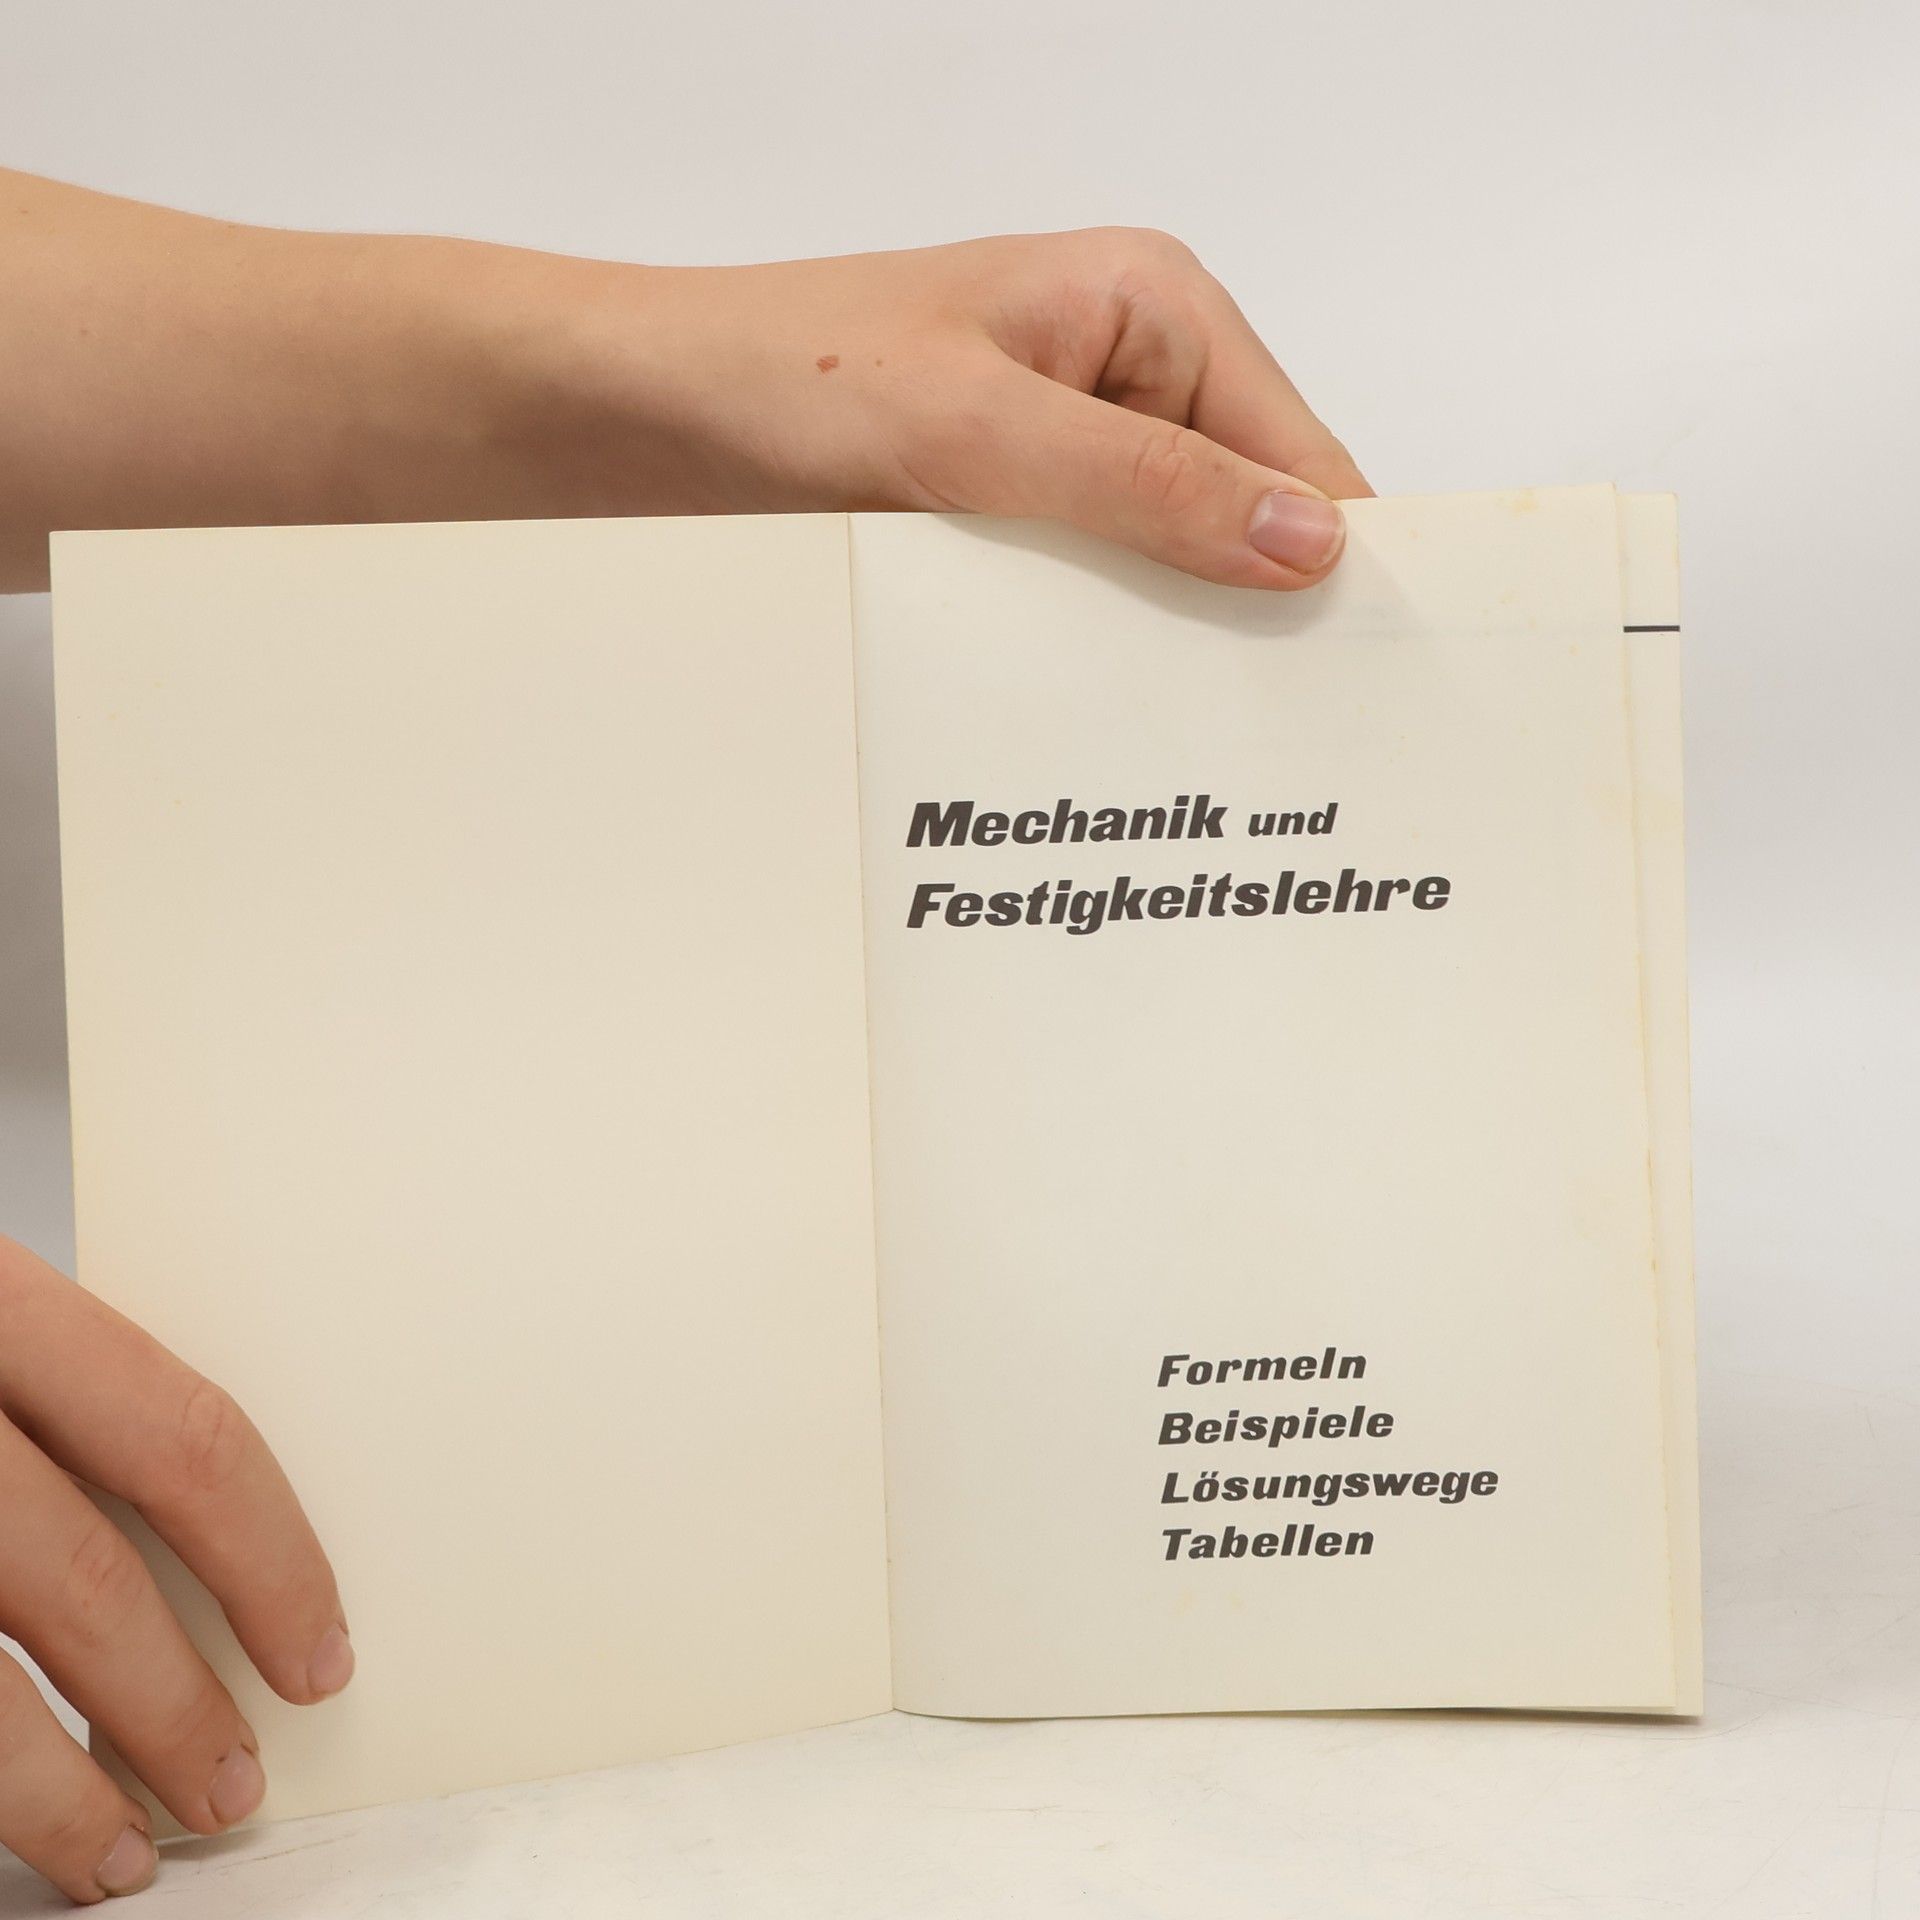 Mechanik und
Festigkeitslehre
Formeln
Beispiele
Lösungswege
Tabellen